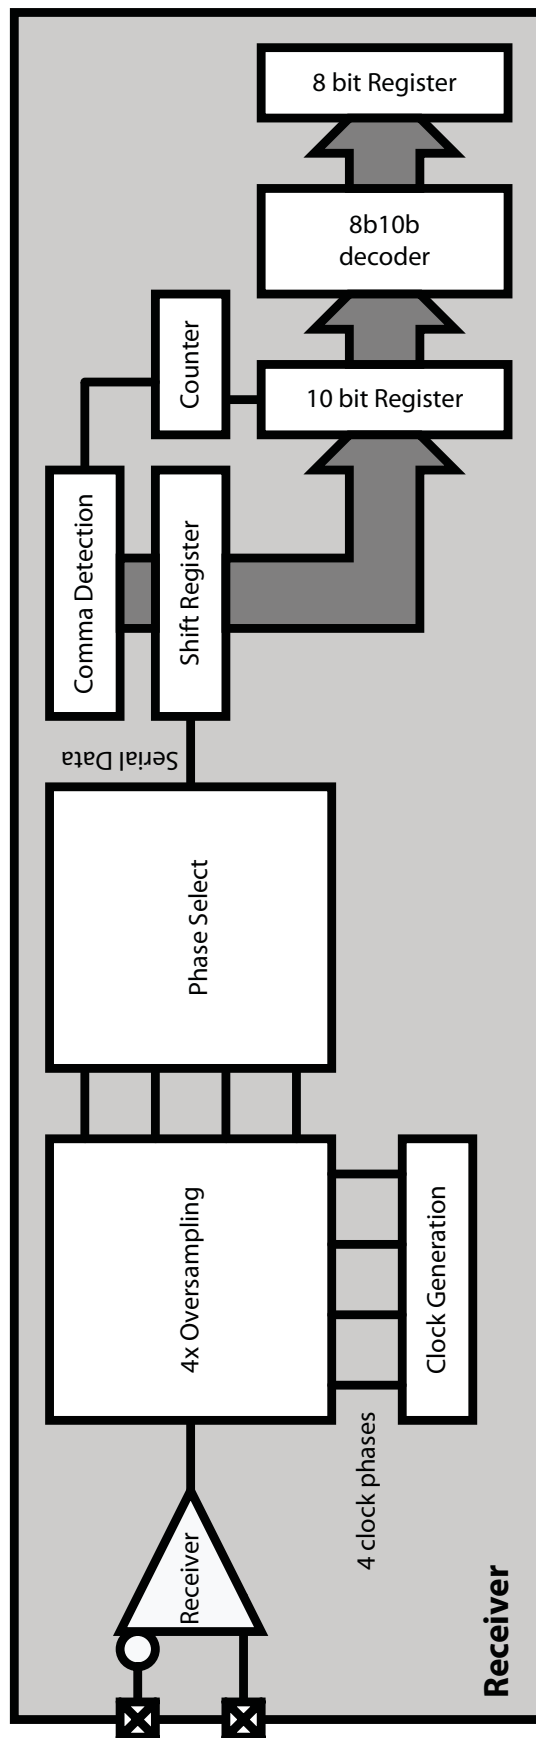 8 bit Register
8b10b
decoder
Counter
10 bit Register
Comma Detection
Shift Register
Serial Data
Phase Select
4x Oversampling
Clock Generation
4 clock phases
Receiver
Receiver